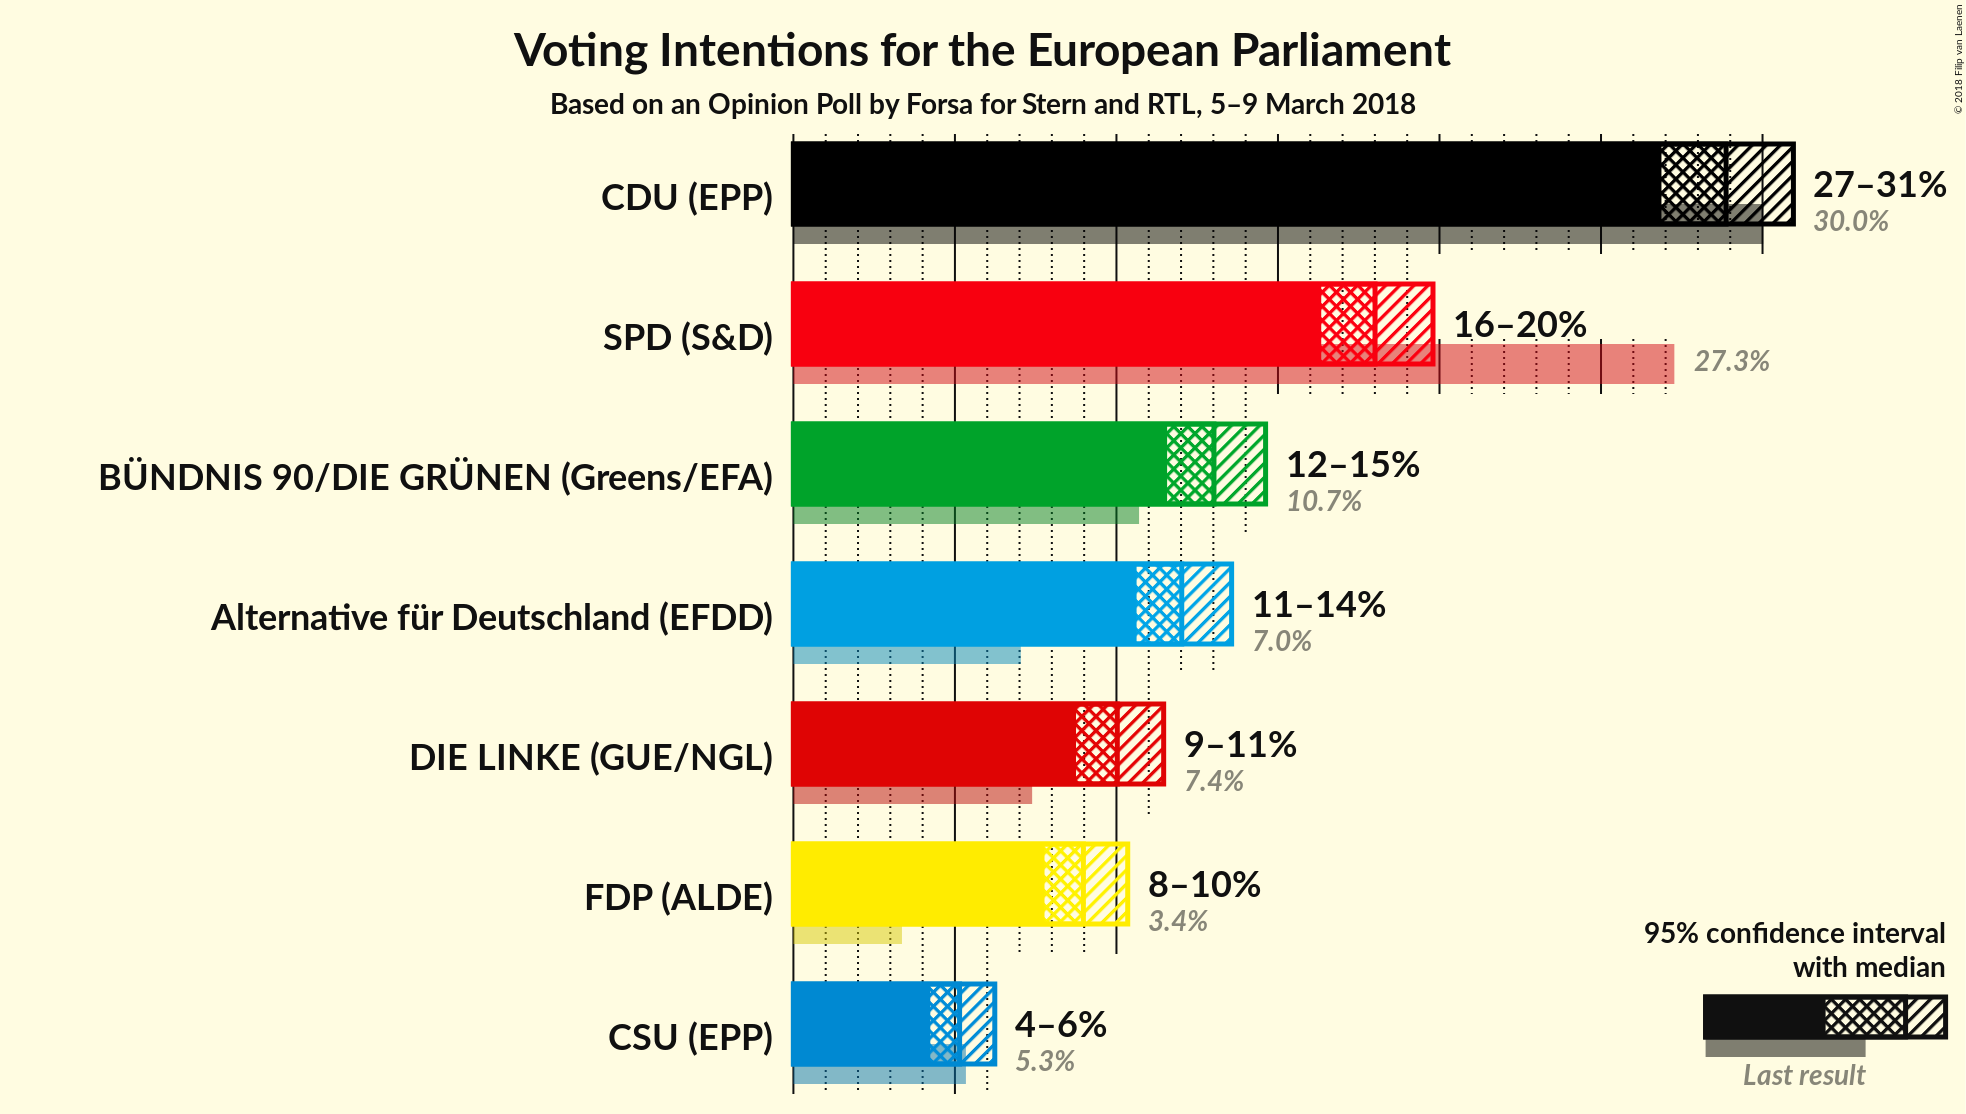 Voting Intentions for the European Parliament
Based on an Opinion Poll by Forsa for Stern and RTL, 5–9 March 2018
© 2018 Filip van Laenen
CDU (EPP)
27–31%
30.0%
SPD (S&D)
16–20%
27.3%
BÜNDNIS 90/DIE GRÜNEN (Greens/EFA)
12–15%
10.7%
Alternative für Deutschland (EFDD)
11–14%
7.0%
DIE LINKE (GUE/NGL)
9–11%
7.4%
FDP (ALDE)
8–10%
3.4%
CSU (EPP)
4–6%
5.3%
95% confidence interval
with median
Last result